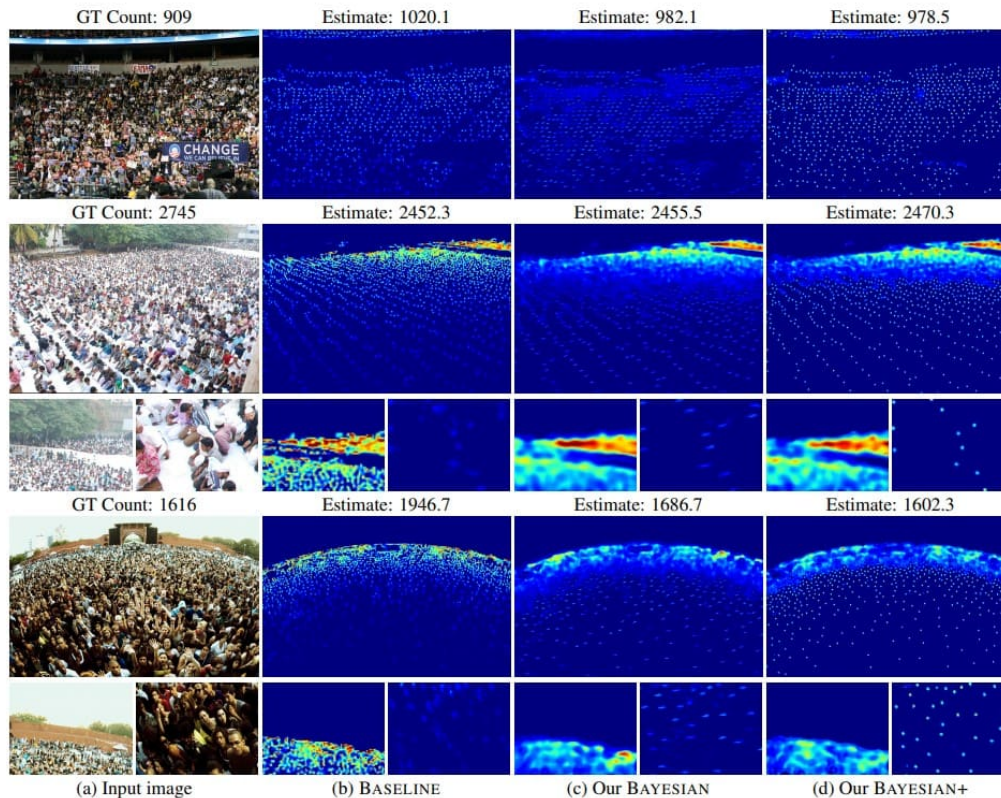 GT Count: 909 Estimate: 1020.1 Estimate: 982.1 Estimate: 978.5
CHANGE
WE CAN BELIEVE IN
GT Count: 2745 Estimate: 2452.3 Estimate: 2455.5 Estimate: 2470.3
GT Count: 1616 Estimate: 1946.7 Estimate: 1686.7 Estimate: 1602.3
(a) Input image (b) BASELINE (c) Our BAYESIAN (d) Our BAYESIAN+